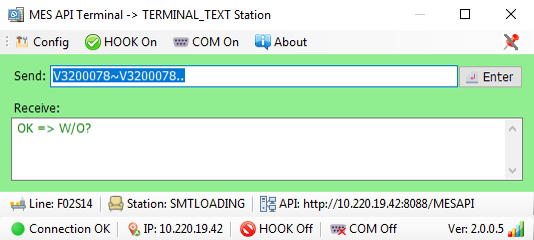 MES API Terminal -> TERMINAL_TEXT Station
Config HOOK On COM On About
Send: V3200078~V3200078.. Enter
Receive:
OK => W/O?
Line: F02S14 Station: SMTLOADING API: http://10.220.19.42:8088/MESAPI
Connection OK IP: 10.220.19.42 HOOK Off COM Off Ver: 2.0.0.5